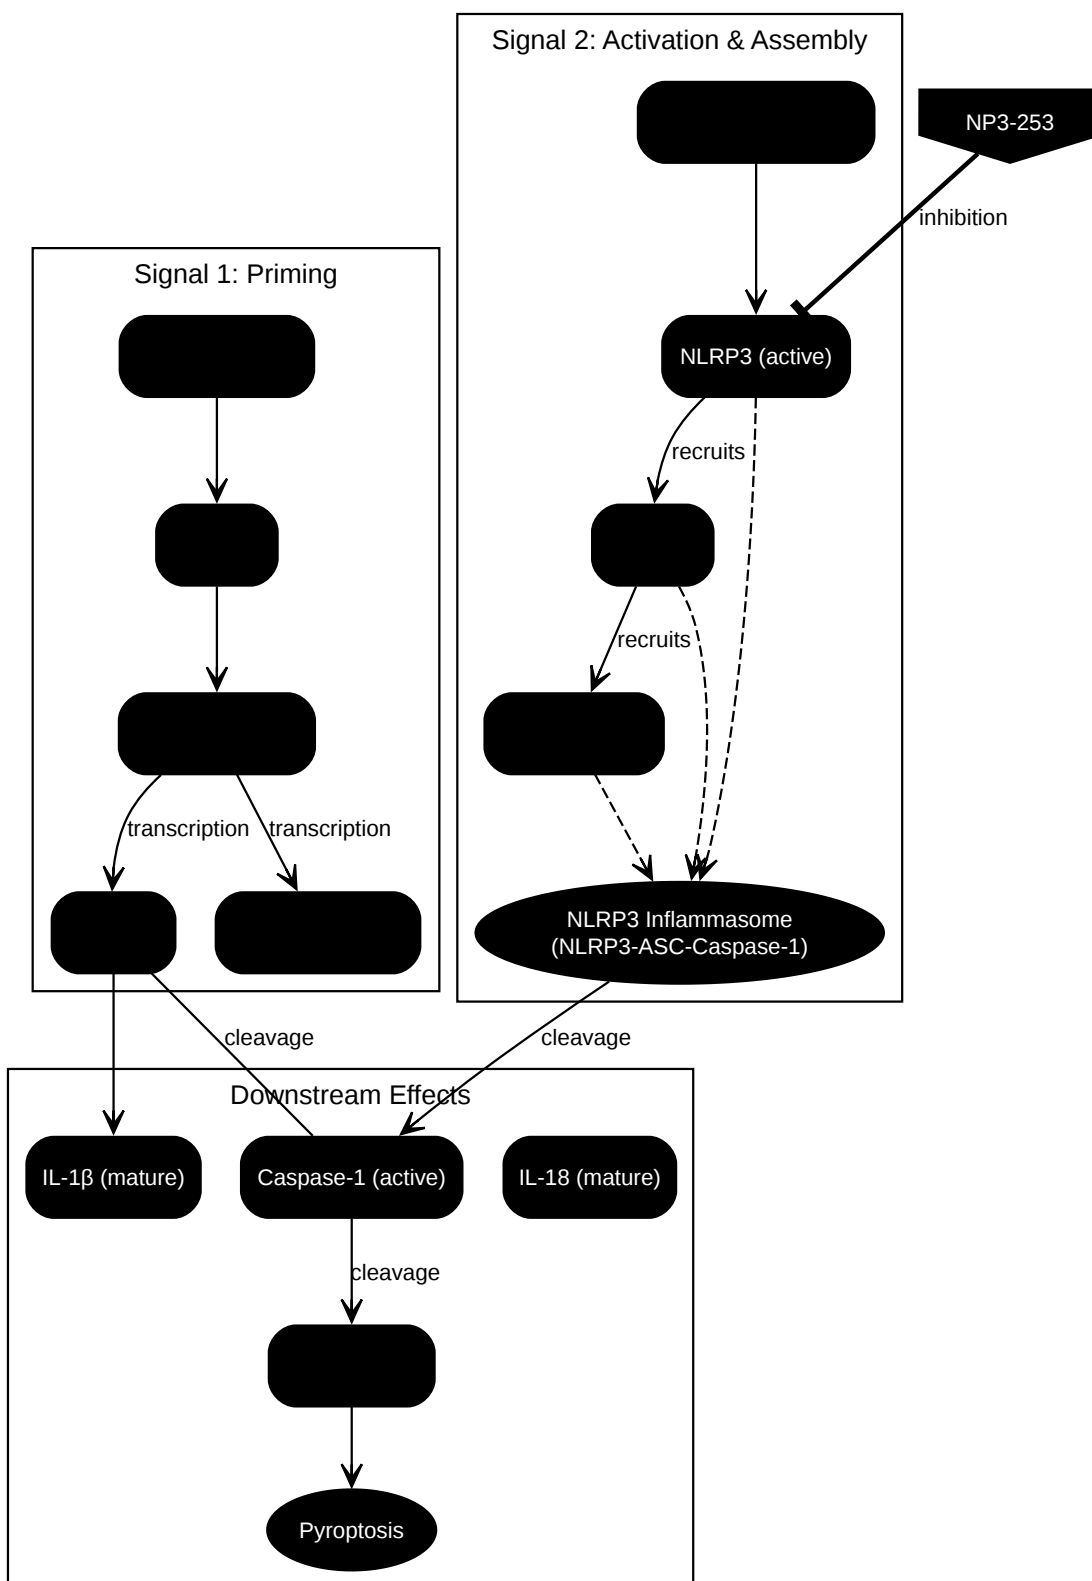 Signal 2: Activation & Assembly
NP3-253
inhibition
Signal 1: Priming
NLRP3 (active)
recruits
recruits
transcription
transcription
NLRP3 Inflammasome
(NLRP3-ASC-Caspase-1)
cleavage
cleavage
Downstream Effects
IL-1β (mature)
Caspase-1 (active)
IL-18 (mature)
cleavage
Pyroptosis